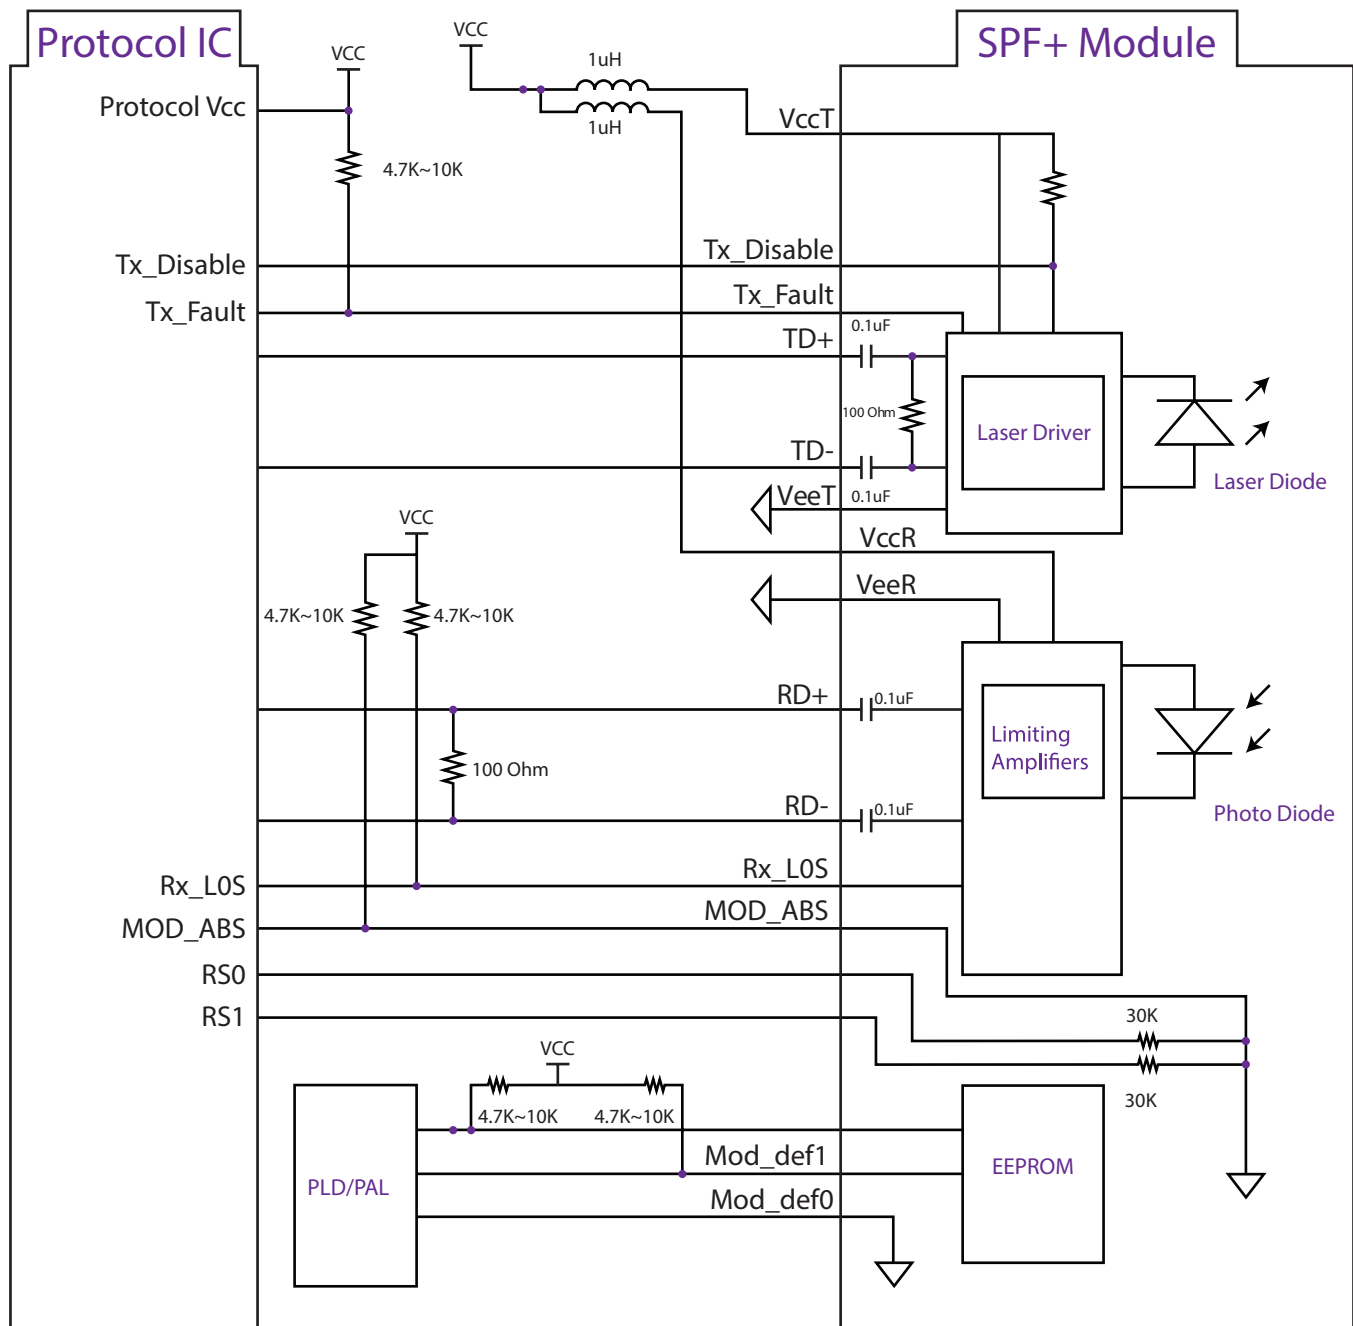 Protocol IC
SPF+ Module
VCC
VCC
1uH
1uH
Protocol Vcc
VccT
4.7K~10K
Tx_Disable
Tx_Disable
Tx_Fault
Tx_Fault
0.1uF
TD+
100 Ohm
Laser Driver
TD-
0.1uF
Laser Diode
VeeT
VCC
VccR
VeeR
4.7K~10K
4.7K~10K
RD+
0.1uF
Limiting
Amplifiers
100 Ohm
RD-
0.1uF
Photo Diode
Rx_L0S
Rx_L0S
MOD_ABS
MOD_ABS
RS0
RS1
30K
30K
VCC
4.7K~10K
4.7K~10K
PLD/PAL
Mod_def1
EEPROM
Mod_def0